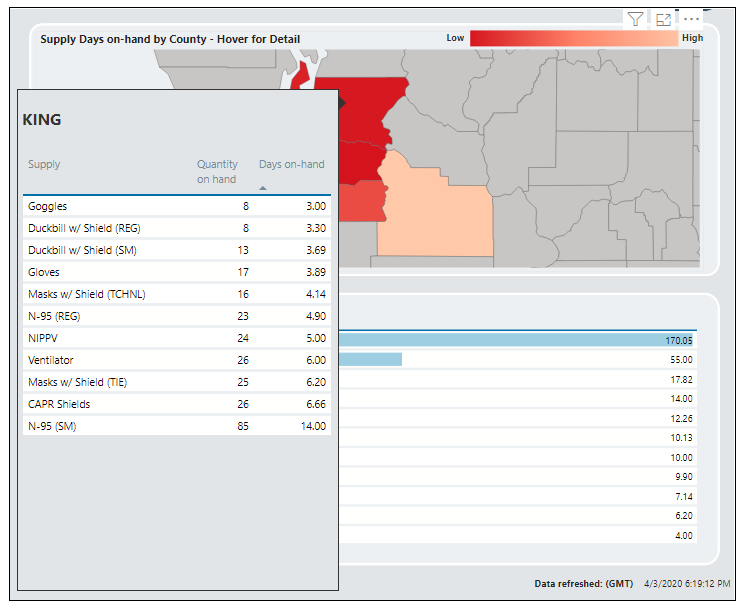 Supply Days on-hand by County - Hover for Detail
Low High
KING
Supply Quantity on hand Days on-hand
Goggles 8 3.00
Duckbill w/ Shield (REG) 8 3.30
Duckbill w/ Shield (SM) 13 3.69
Gloves 17 3.89
Masks w/ Shield (TCHNL) 16 4.14
N-95 (REG) 23 4.90
NIPPV 24 5.00
Ventilator 26 6.00
Masks w/ Shield (TIE) 25 6.20
CAPR Shields 26 6.66
N-95 (SM) 85 14.00
170.05
55.00
17.82
14.00
12.26
10.13
10.00
9.90
7.14
6.20
4.00
Data refreshed: (GMT) 4/3/2020 6:19:12 PM